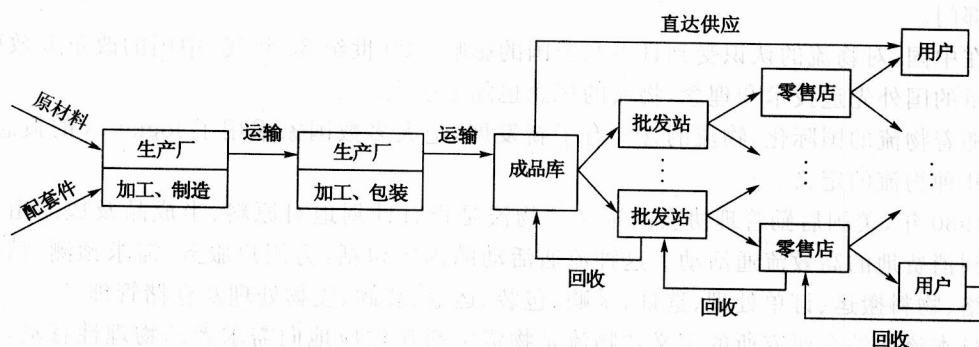 直达供应
用户
原材料
配套件
生产厂
加工、制造
运输
生产厂
加工、包装
运输
成品库
批发站
批发站
零售店
零售店
用户
回收
回收
回收